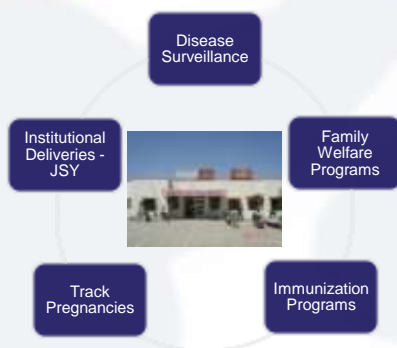 Disease
Surveillance
Family
Welfare
Programs
Immunization
Programs
Track
Pregnancies
Institutional
Deliveries -
JSY